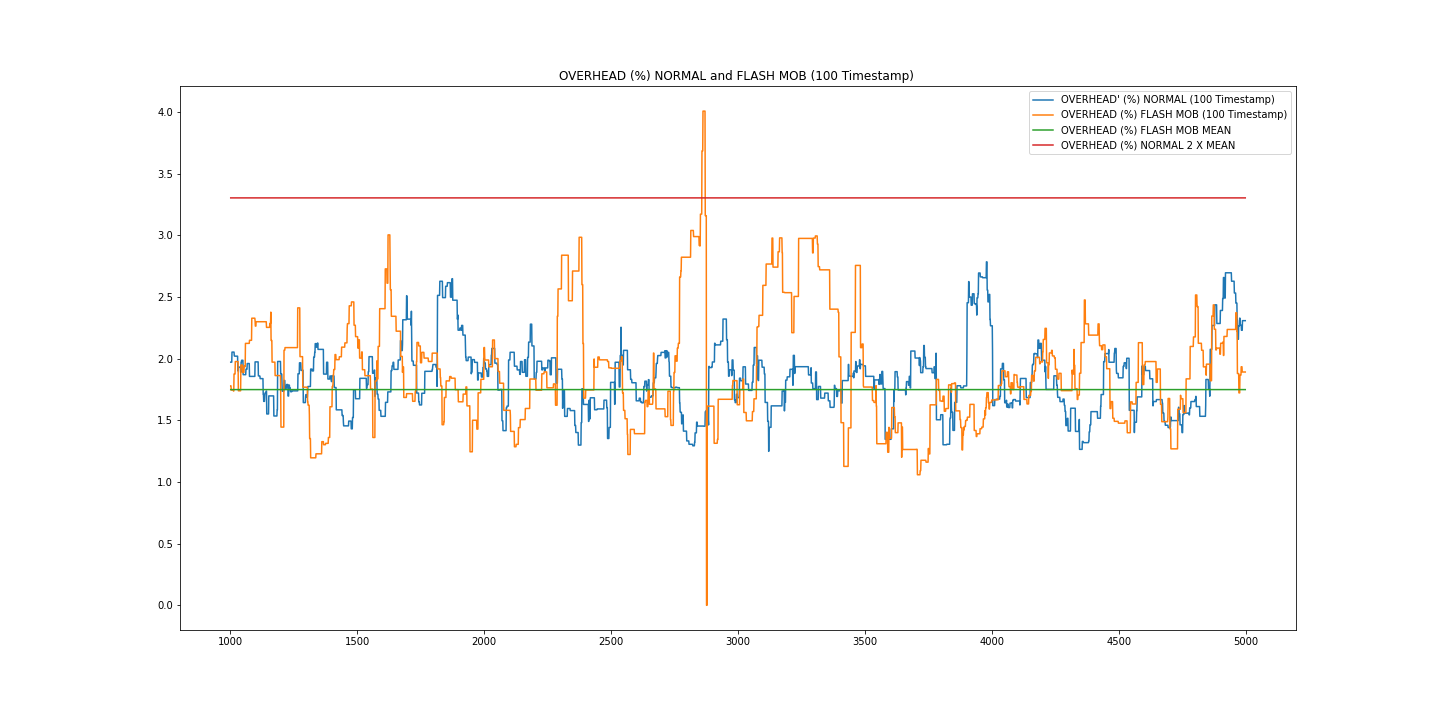 OVERHEAD (%) NORMAL and FLASH MOB (100 Timestamp)
OVERHEAD' (%) NORMAL (100 Timestamp)
OVERHEAD (%) FLASH MOB (100 Timestamp)
OVERHEAD (%) FLASH MOB MEAN
OVERHEAD (%) NORMAL 2 X MEAN
4.0
3.5
3.0
2.5
2.0
1.5
1.0
0.5
0.0
1000 1500 2000 2500 3000 3500 4000 4500 5000